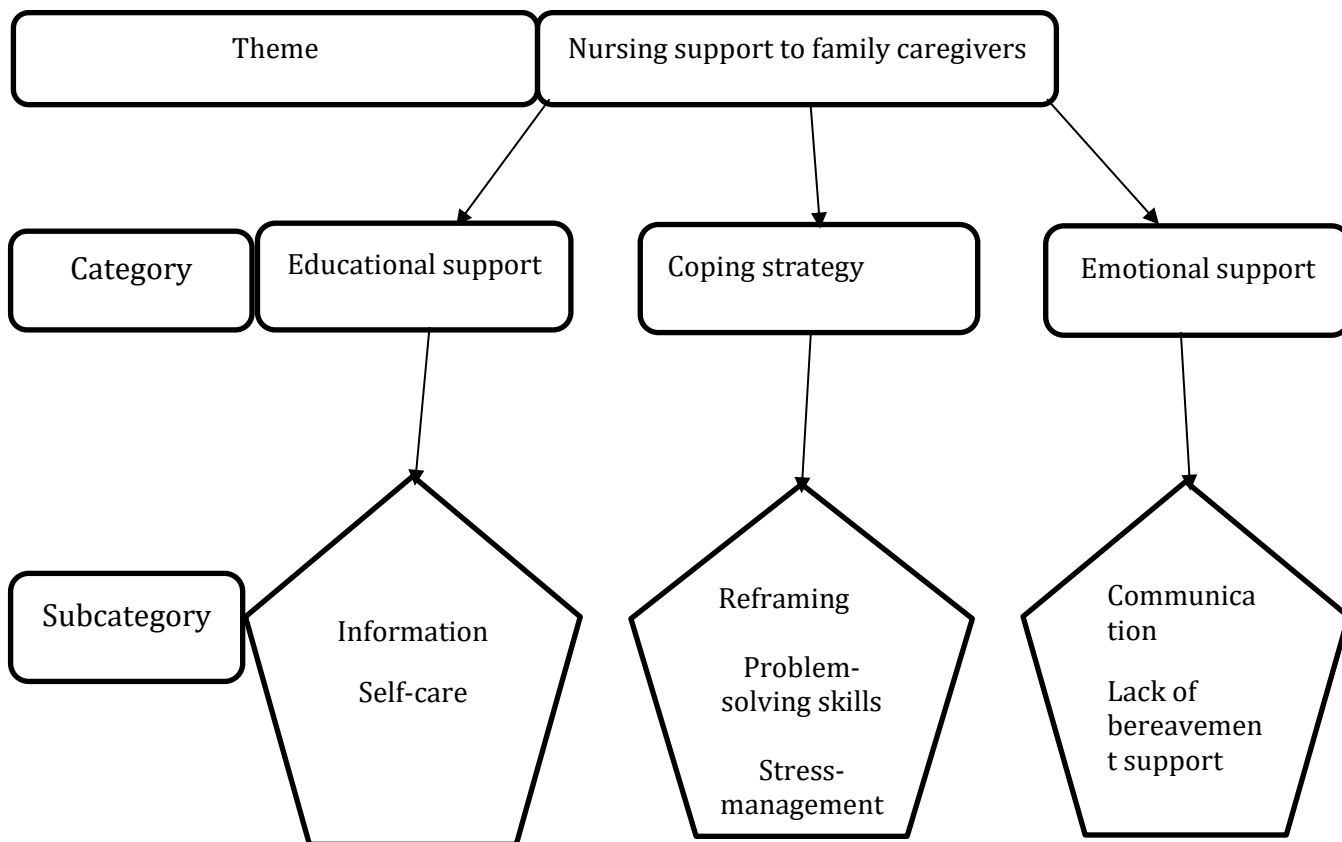 Theme
Nursing support to family caregivers
Category
Educational support
Coping strategy
Emotional support
Subcategory
Information
Self-care
Reframing
Problem-
solving skills
Stress-
management
Communica
tion
Lack of
bereavemen
t support